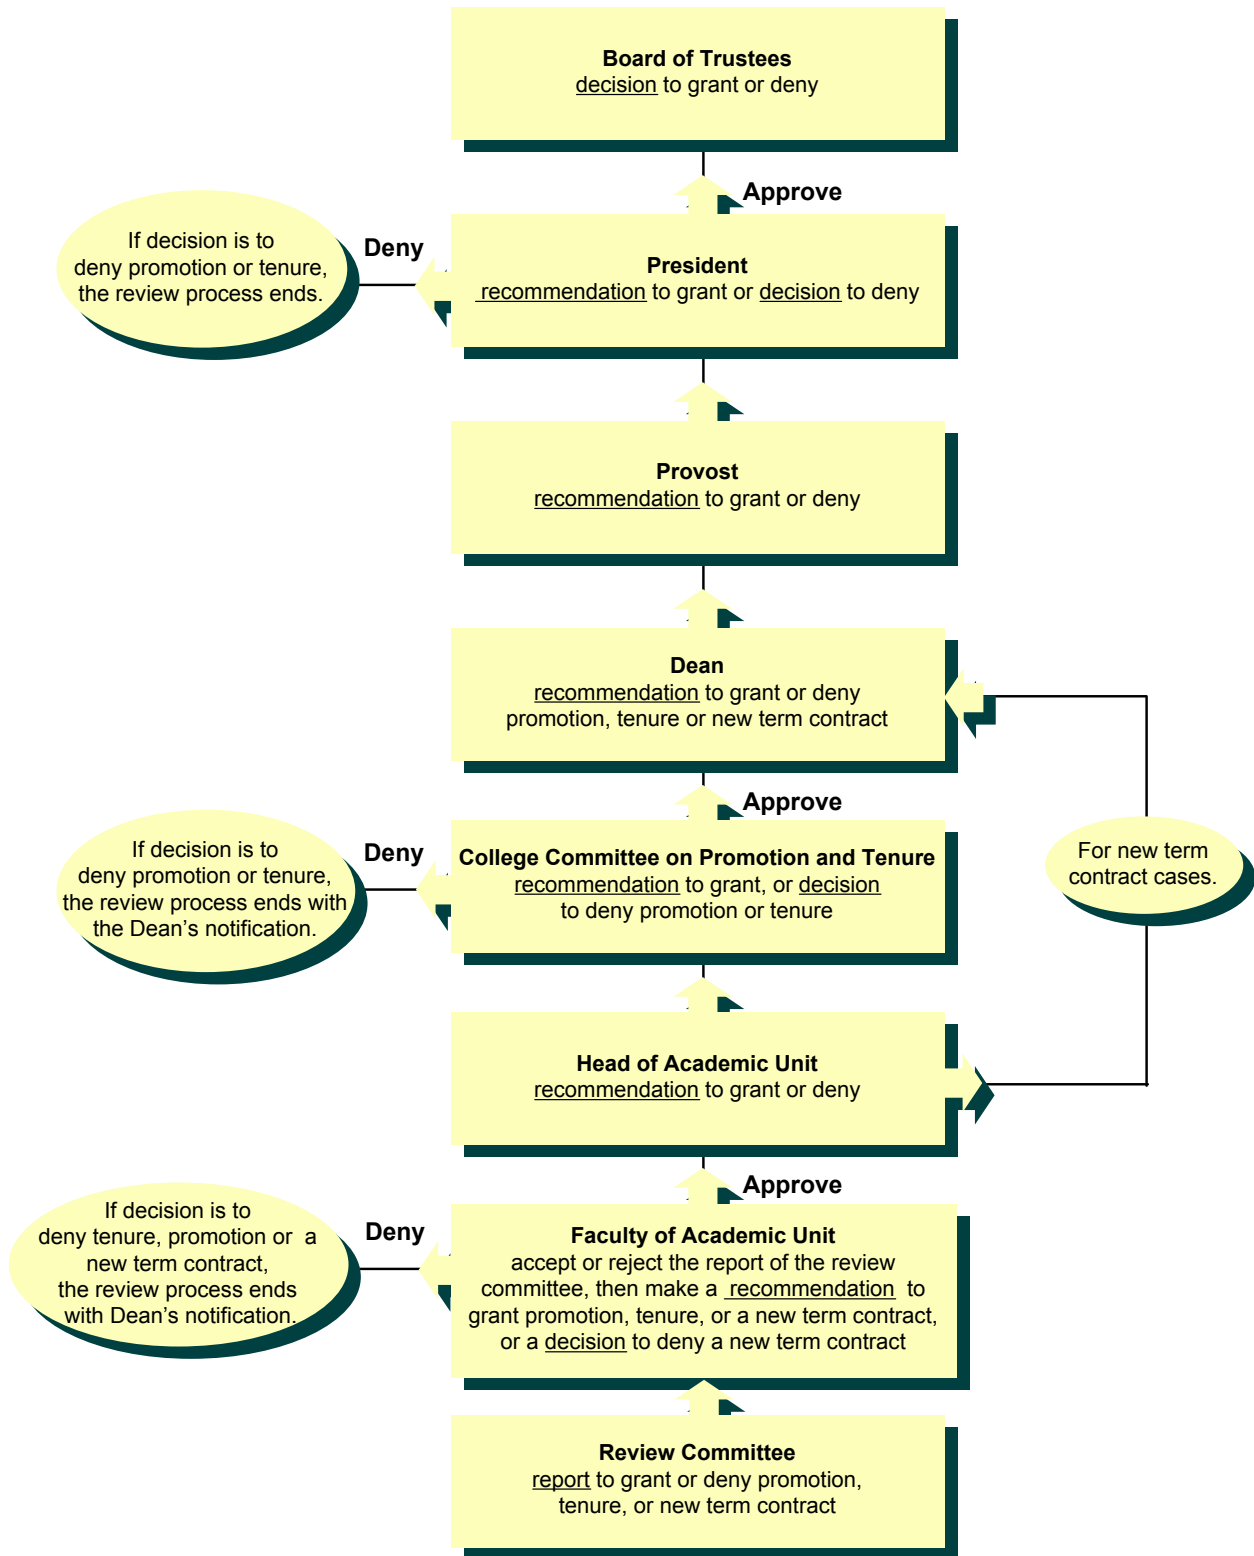 Board of Trustees
decision to grant or deny
Approve
If decision is to
deny promotion or tenure,
the review process ends.
Deny
President
recommendation to grant or decision to deny
Provost
recommendation to grant or deny
Dean
recommendation to grant or deny
promotion, tenure or new term contract
Approve
If decision is to
deny promotion or tenure,
the review process ends with
the Dean’s notification.
Deny
College Committee on Promotion and Tenure
recommendation to grant, or decision
to deny promotion or tenure
For new term
contract cases.
Head of Academic Unit
recommendation to grant or deny
Approve
If decision is to
deny tenure, promotion or a
new term contract,
the review process ends
with Dean’s notification.
Deny
Faculty of Academic Unit
accept or reject the report of the review
committee, then make a recommendation to
grant promotion, tenure, or a new term contract,
or a decision to deny a new term contract
Review Committee
report to grant or deny promotion,
tenure, or new term contract